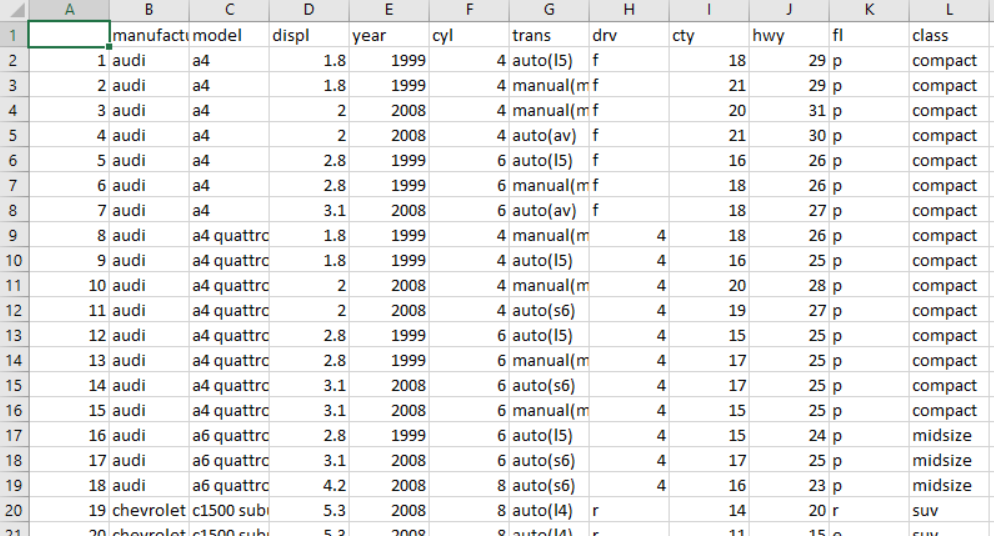 A B C D E F G H I J K L
1 manufactu model displ year cyl trans drv cty hwy fl class
2 1 audi a4 1.8 1999 4 auto(l5) f 18 29 p compact
3 2 audi a4 1.8 1999 4 manual(m f 21 29 p compact
4 3 audi a4 2 2008 4 manual(m f 20 31 p compact
5 4 audi a4 2 2008 4 auto(av) f 21 30 p compact
6 5 audi a4 2.8 1999 6 auto(l5) f 16 26 p compact
7 6 audi a4 2.8 1999 6 manual(m f 18 26 p compact
8 7 audi a4 3.1 2008 6 auto(av) f 18 27 p compact
9 8 audi a4 quattro 1.8 1999 4 manual(m 4 18 26 p compact
10 9 audi a4 quattro 1.8 1999 4 auto(l5) 4 16 25 p compact
11 10 audi a4 quattro 2 2008 4 manual(m 4 20 28 p compact
12 11 audi a4 quattro 2 2008 4 auto(s6) 4 19 27 p compact
13 12 audi a4 quattro 2.8 1999 6 auto(l5) 4 15 25 p compact
14 13 audi a4 quattro 2.8 1999 6 manual(m 4 17 25 p compact
15 14 audi a4 quattro 3.1 2008 6 auto(s6) 4 17 25 p compact
16 15 audi a4 quattro 3.1 2008 6 manual(m 4 15 25 p compact
17 16 audi a6 quattro 2.8 1999 6 auto(l5) 4 15 24 p midsize
18 17 audi a6 quattro 3.1 2008 6 auto(s6) 4 17 25 p midsize
19 18 audi a6 quattro 4.2 2008 8 auto(s6) 4 16 23 p midsize
20 19 chevrolet c1500 subu 5.3 2008 8 auto(l4) r 14 20 r suv
21 20 chevrolet c1500 subu 5.3 2008 8 auto(l4) r 11 15 e suv